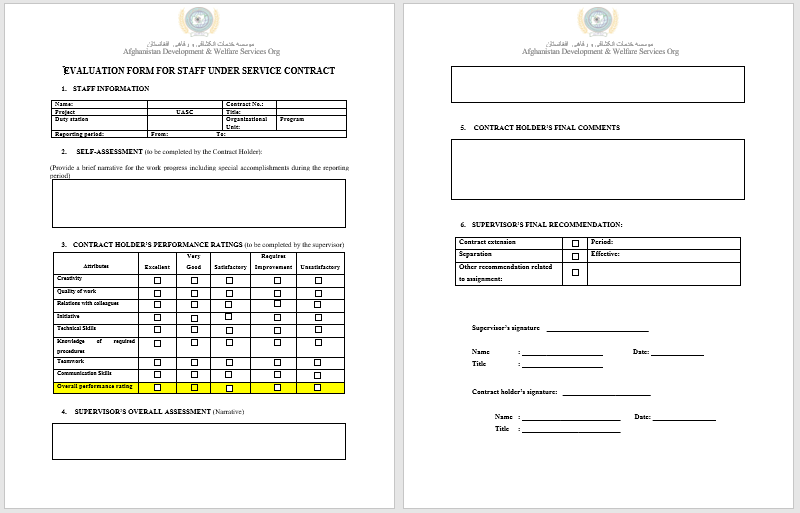 موسسه خدمات انکشافی و رفاهی افغانستان
Afghanistan Development & Welfare Services Org
EVALUATION FORM FOR STAFF UNDER SERVICE CONTRACT
1. STAFF INFORMATION
Name: Contract No.:
Project UASC Title:
Duty station Organizational Unit: Program
Reporting period: From: To:
2. SELF-ASSESSMENT (to be completed by the Contract Holder):
(Provide a brief narrative for the work progress including special accomplishments during the reporting
period)
3. CONTRACT HOLDER'S PERFORMANCE RATINGS (to be completed by the supervisor)
Attributes Excellent Very Good Satisfactory Requires Improvement Unsatisfactory
Creativity
Quality of work
Relations with colleagues
Initiative
Technical Skills
Knowledge of required
procedures
Teamwork
Communication Skills
Overall performance rating
4. SUPERVISOR'S OVERALL ASSESSMENT (Narrative)
موسسه خدمات انکشافی و رفاهی افغانستان
Afghanistan Development & Welfare Services Org
5. CONTRACT HOLDER'S FINAL COMMENTS
6. SUPERVISOR'S FINAL RECOMMENDATION:
Contract extension Period:
Separation Effective:
Other recommendation related
to assignment:
Supervisor's signature
Name : Date:
Title :
Contract holder's signature:
Name : Date:
Title :